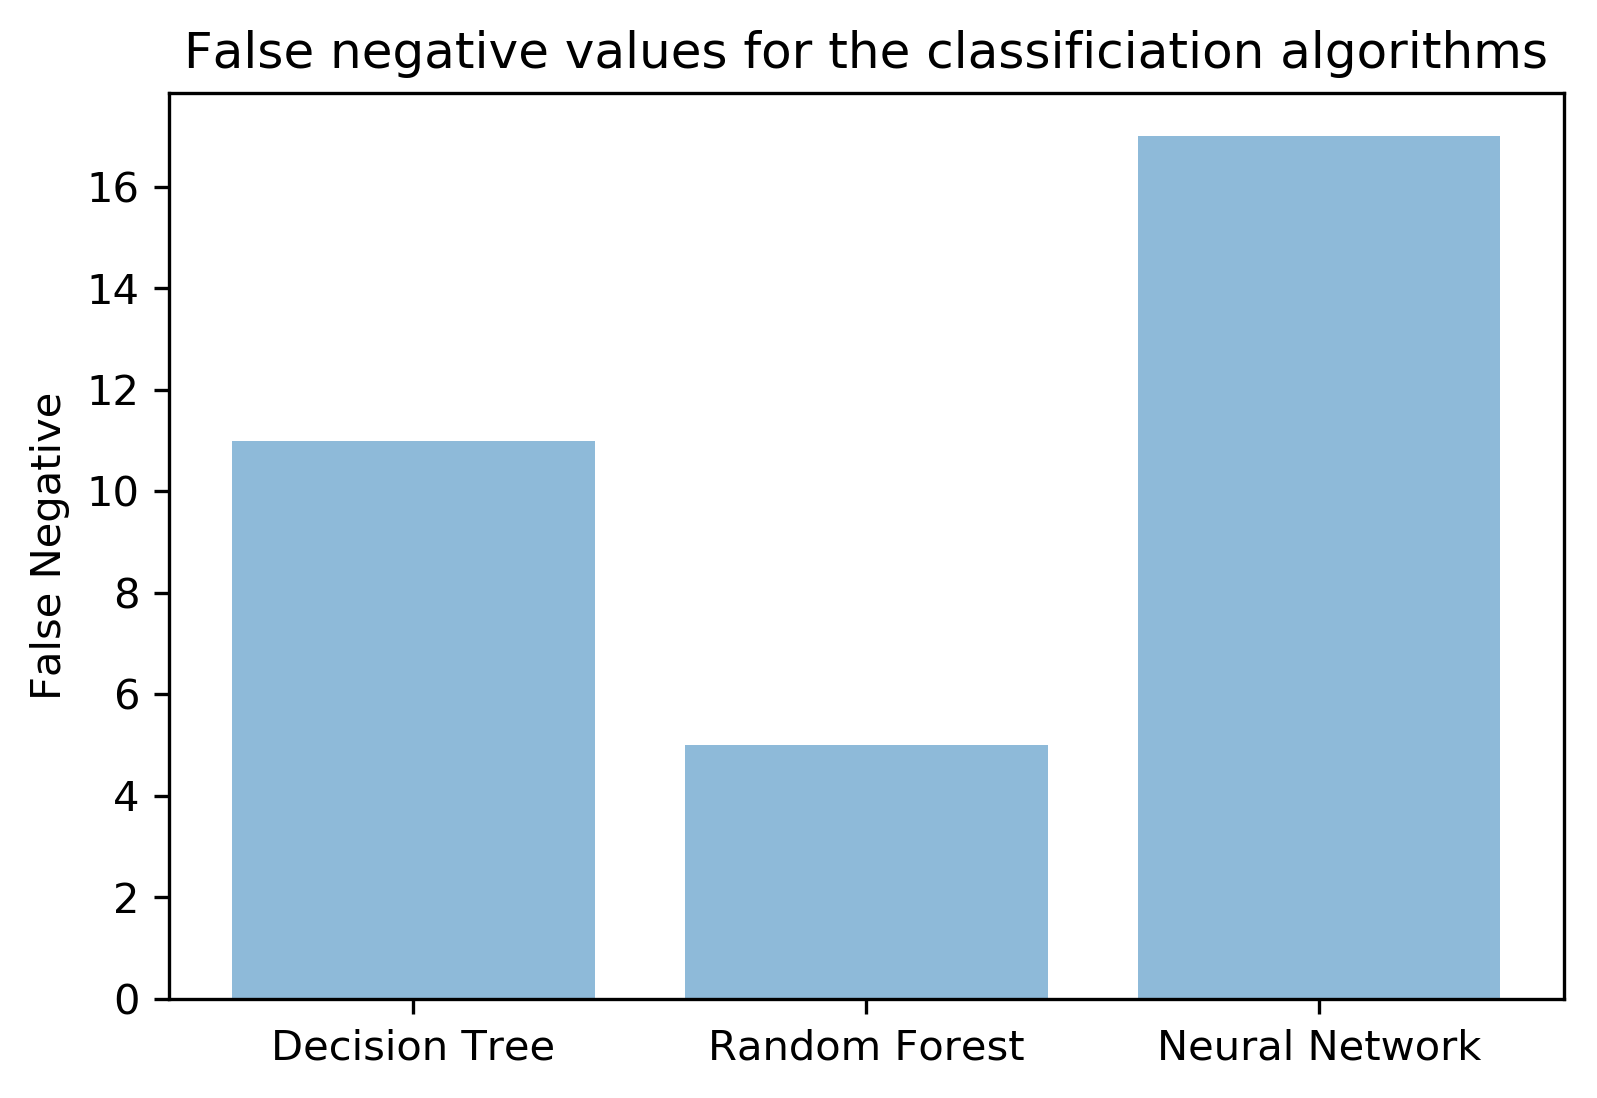 False negative values for the classificiation algorithms
False Negative
16
14
12
10
8
6
4
2
0
Decision Tree
Random Forest
Neural Network